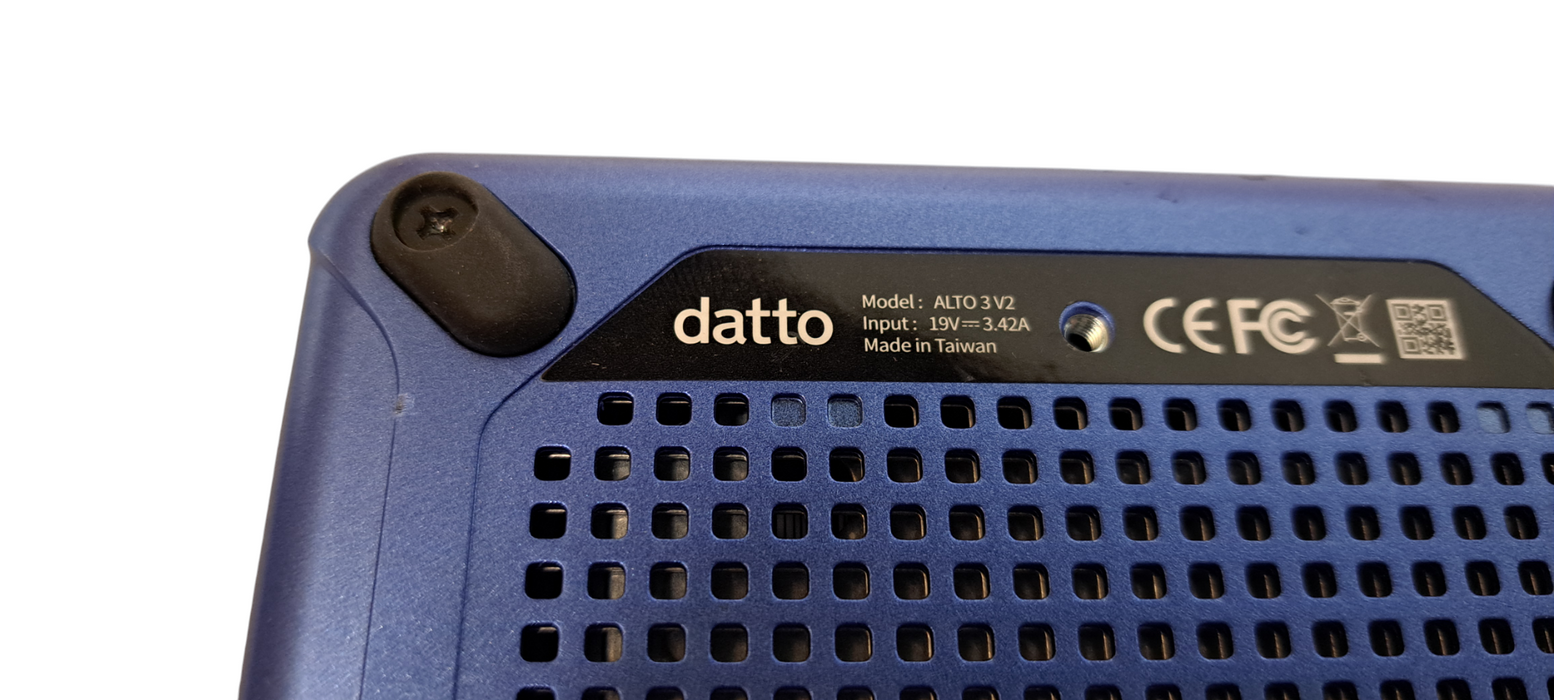 datto
Model: ALTO 3 V2
Input: 19V⎓3.42A
Made in Taiwan
CE FC